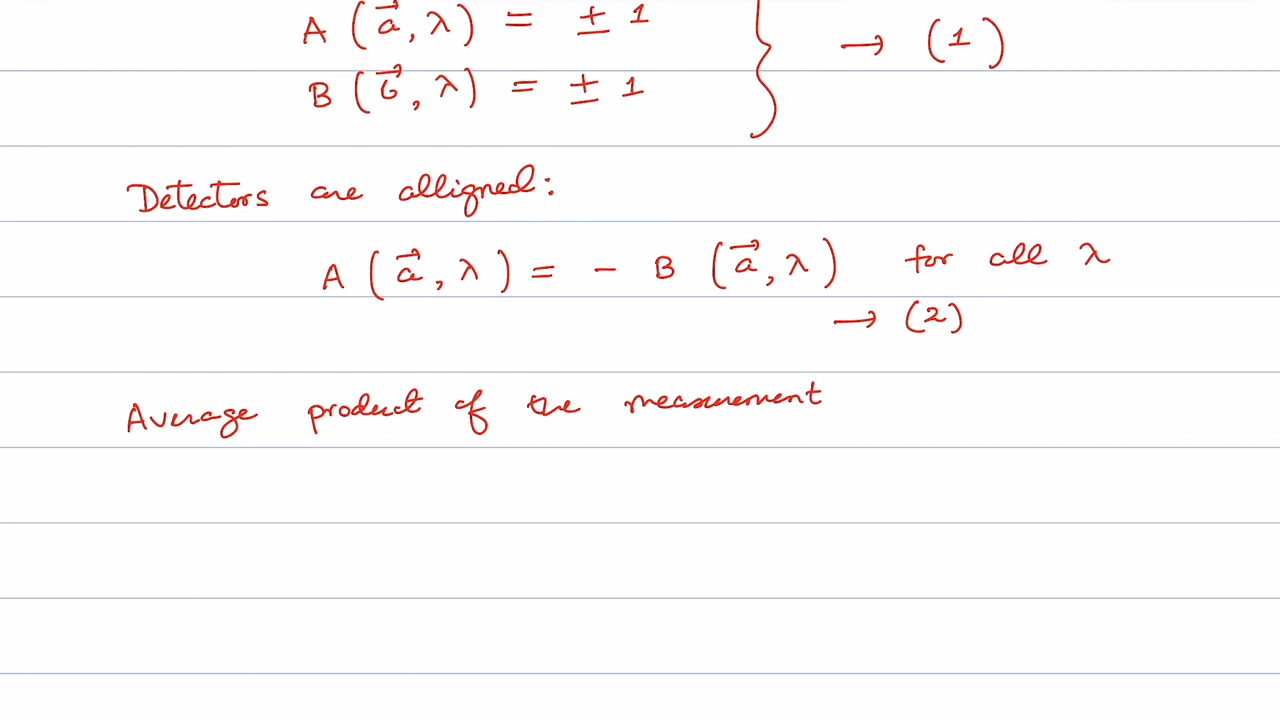 A (a⃗, λ) = ± 1
B (b⃗, λ) = ± 1 } → (1)
Detectors are alligned:
A (a⃗, λ) = - B (a⃗, λ) for all λ
→ (2)
Average product of the measurement